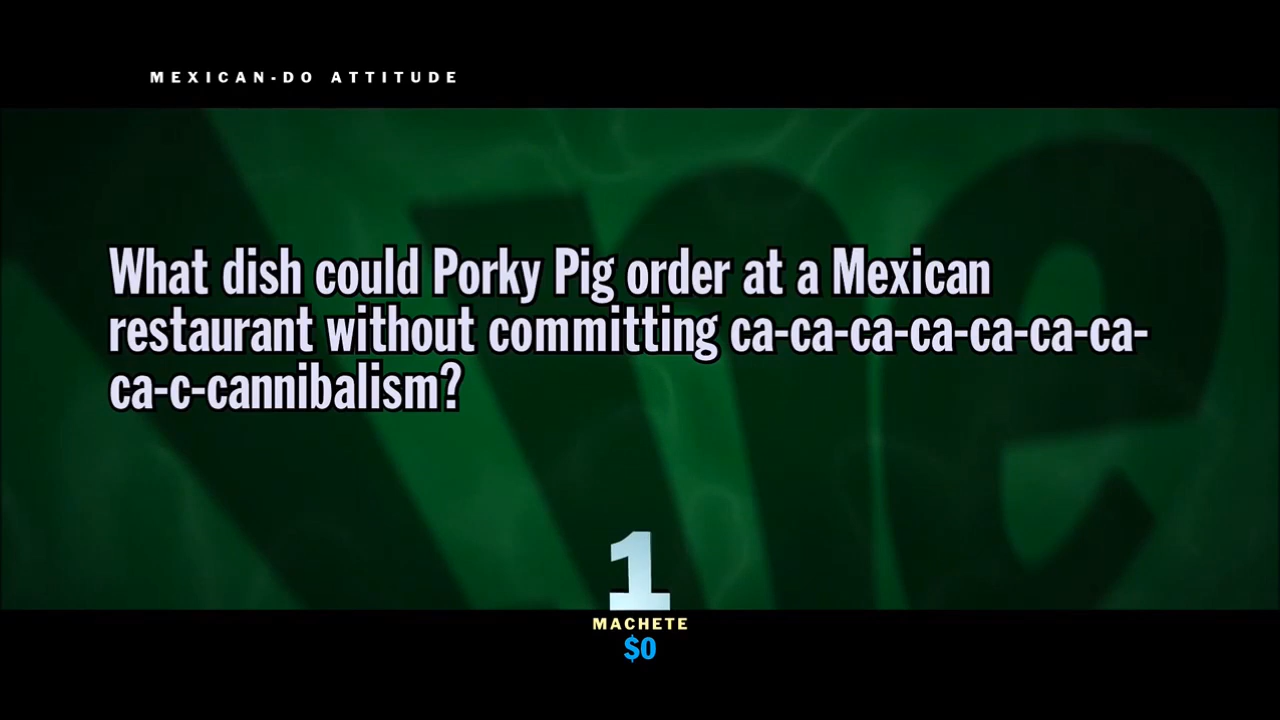 MEXICAN-DO ATTITUDE
What dish could Porky Pig order at a Mexican
restaurant without committing ca-ca-ca-ca-ca-ca-ca-
ca-c-cannibalism?
1
MACHETE
$0